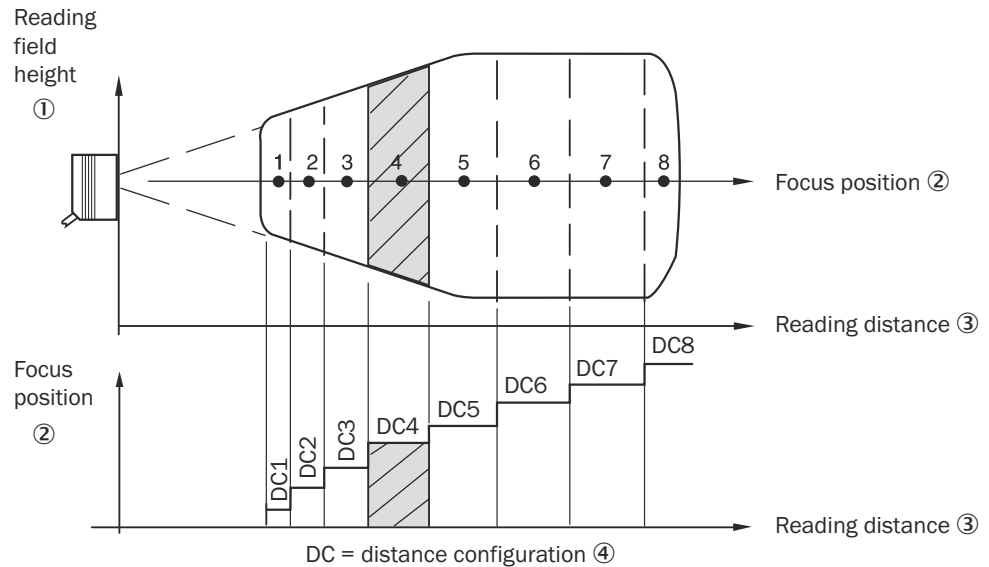 Reading
field
height
①
1 2 3 4 5 6 7 8
Focus position ②
Reading distance ③
Focus
position
②
DC1
DC2
DC3
DC4
DC5
DC6
DC7
DC8
Reading distance ③
DC = distance configuration ④